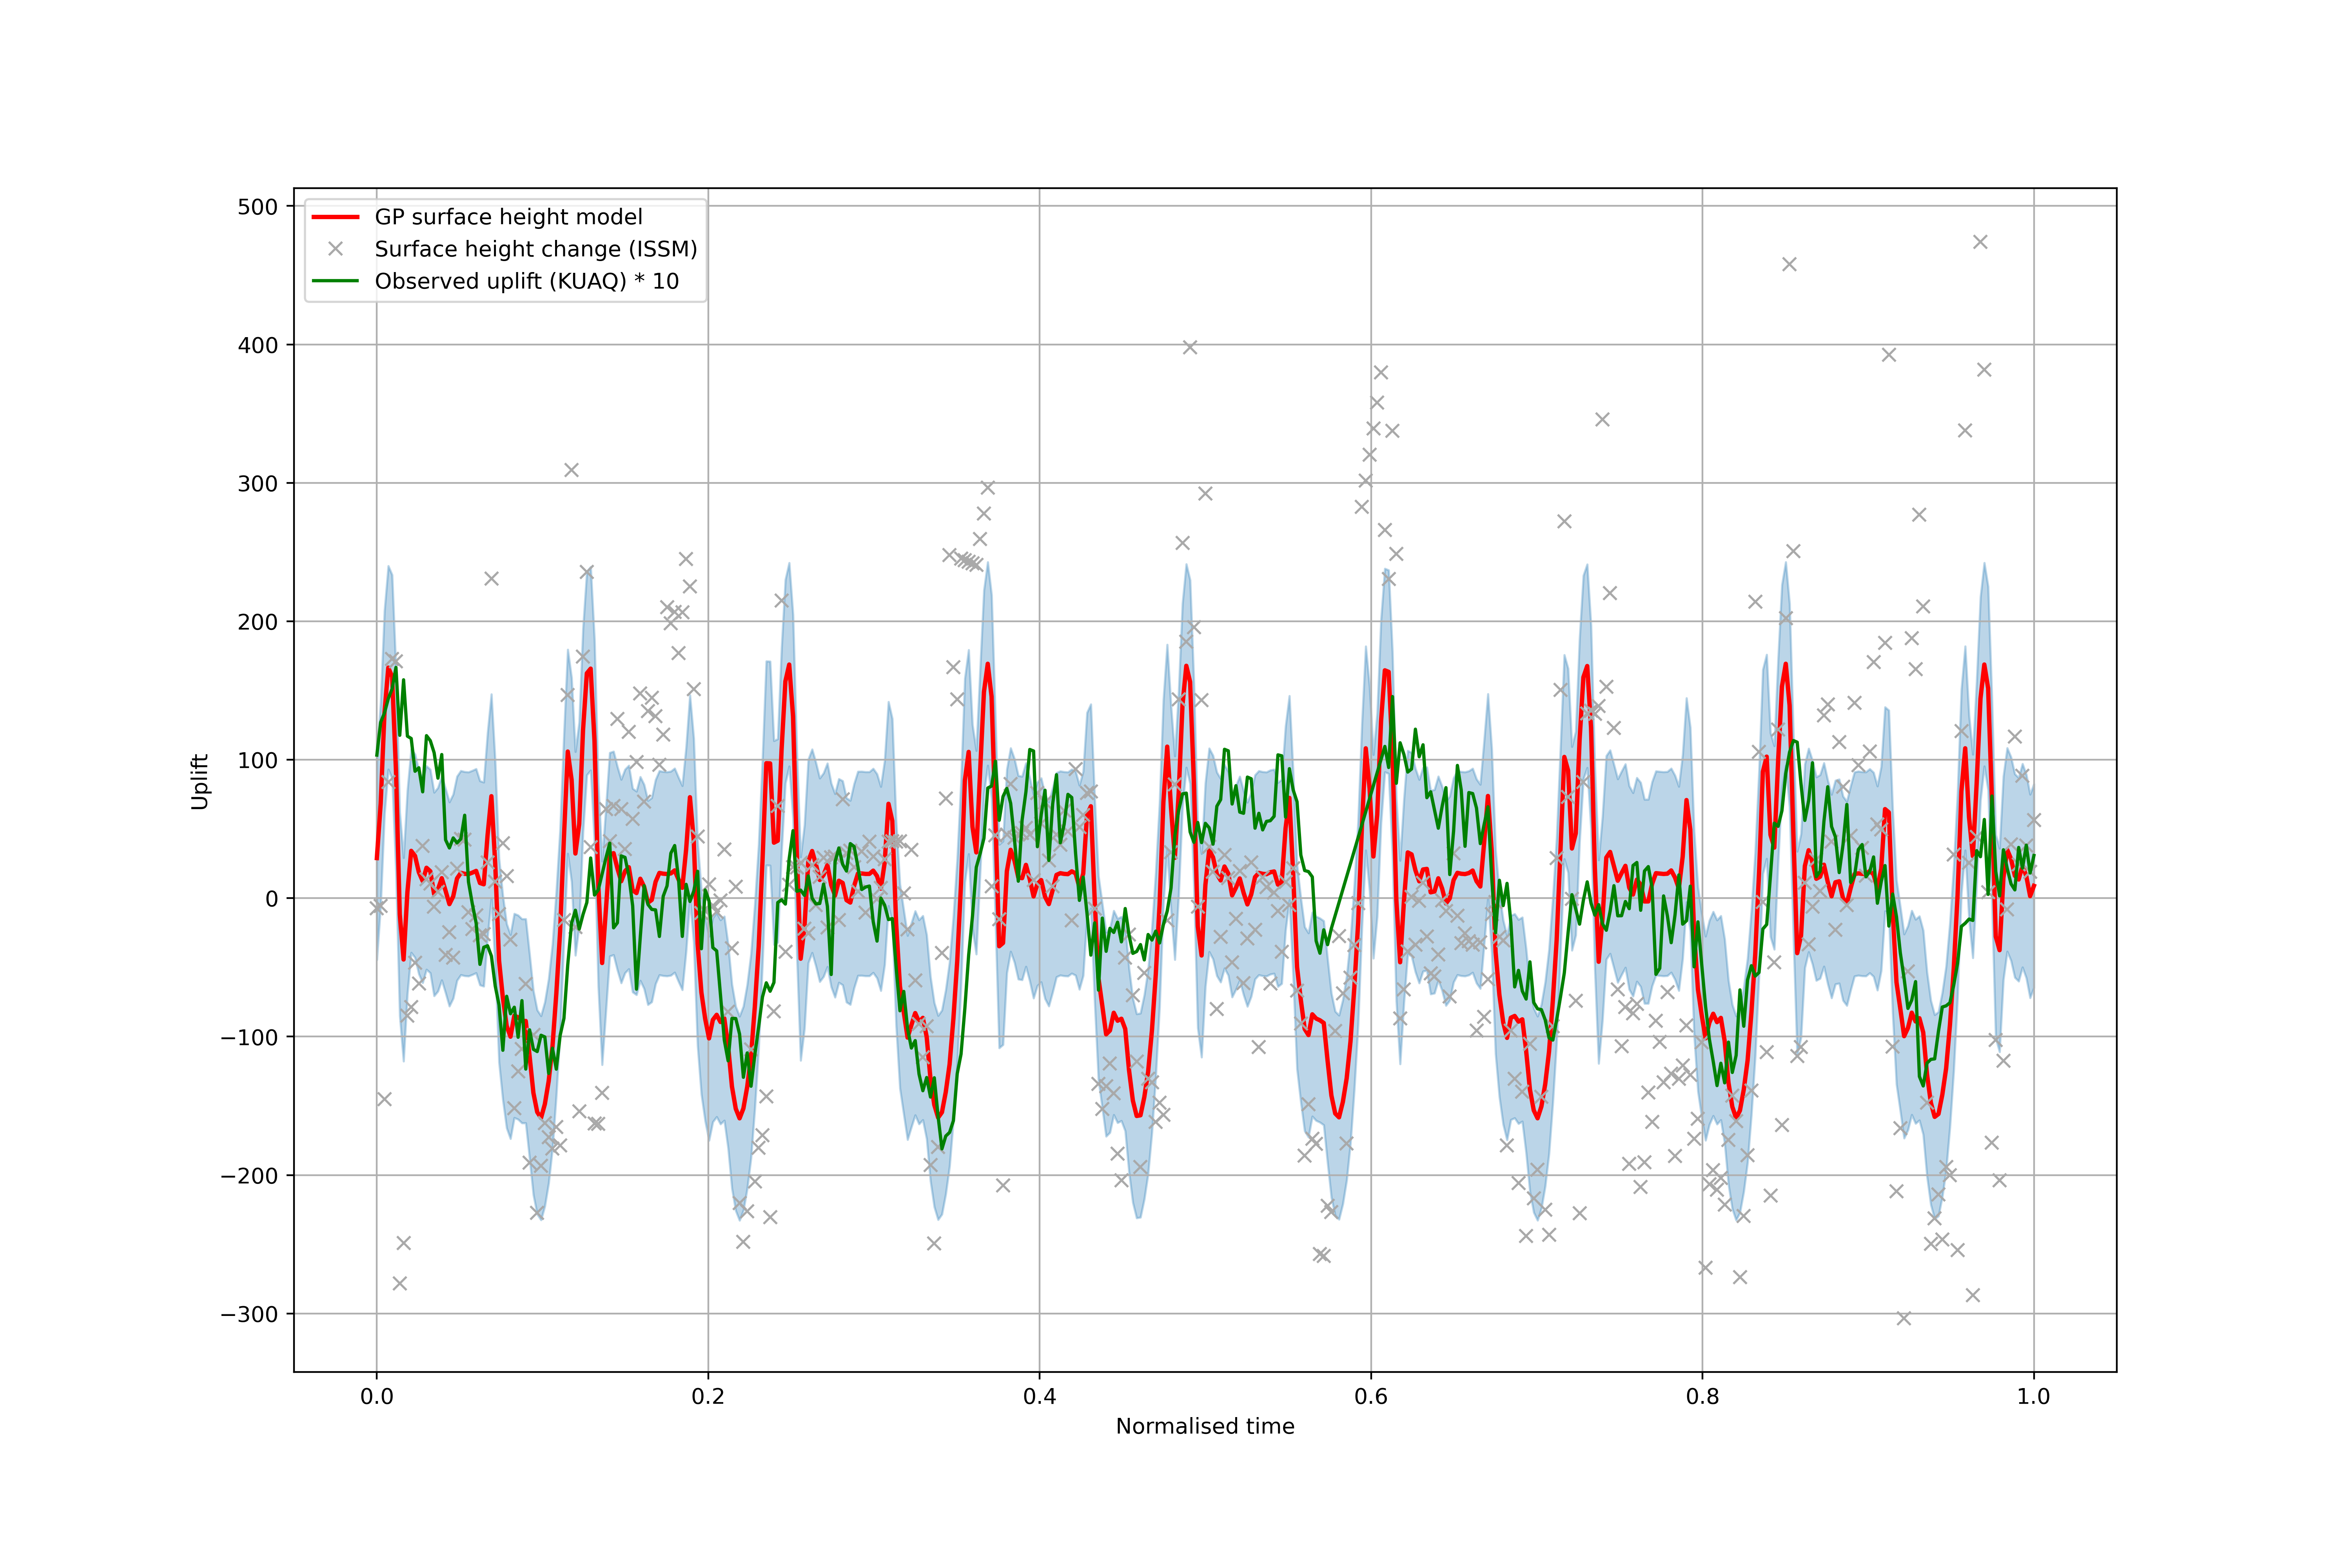 500
400
300
200
100
0
−100
−200
−300
Uplift
GP surface height model
Surface height change (ISSM)
Observed uplift (KUAQ) * 10
0.0 0.2 0.4 0.6 0.8 1.0
Normalised time